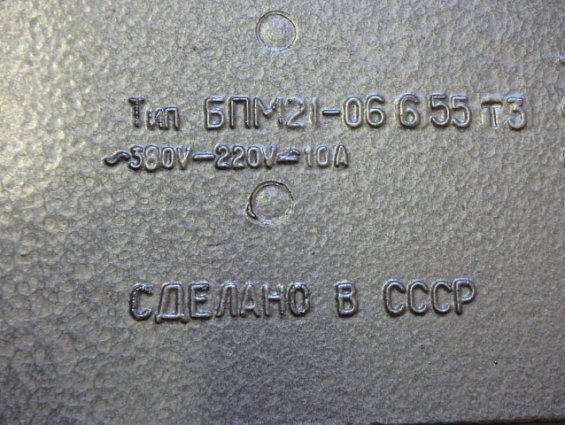 Тип БПМ21-06 6 55 т3
~380V-220V=10A
СДЕЛАНО В СССР